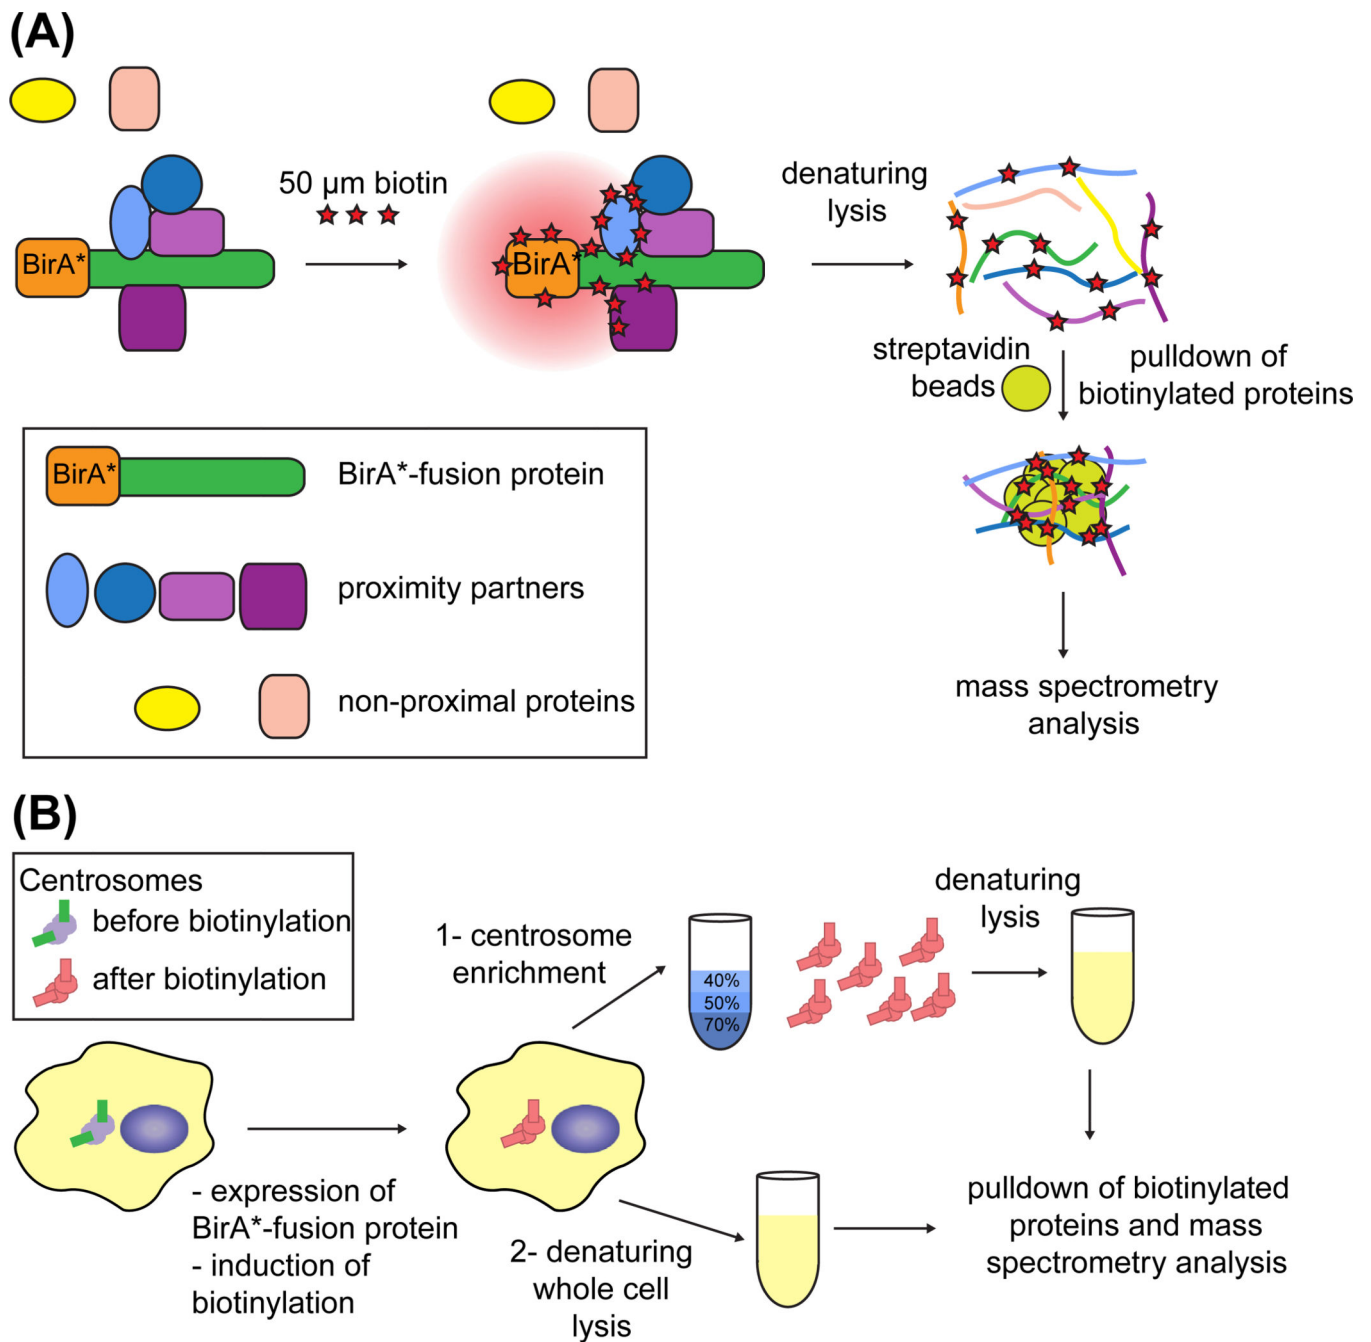 (A)
50 µm biotin
denaturing
lysis
BirA*
BirA*
streptavidin
beads
pulldown of
biotinylated proteins
BirA*
BirA*-fusion protein
proximity partners
non-proximal proteins
mass spectrometry
analysis
(B)
Centrosomes
before biotinylation
after biotinylation
1- centrosome
enrichment
40%
50%
70%
denaturing
lysis
- expression of
BirA*-fusion protein
- induction of
biotinylation
2- denaturing
whole cell
lysis
pulldown of biotinylated
proteins and mass
spectrometry analysis